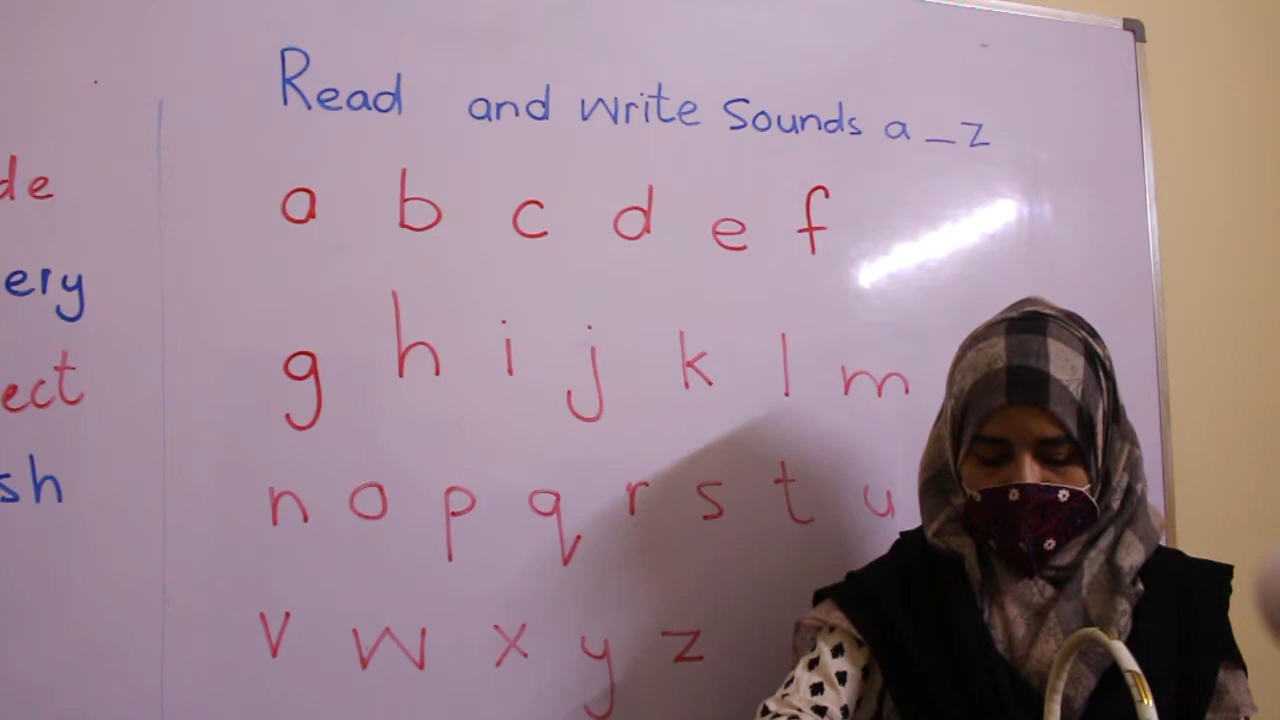 Read and write Sounds a_z
a b c d e f
g h i j k l m
n o p q r s t u
v w x y z